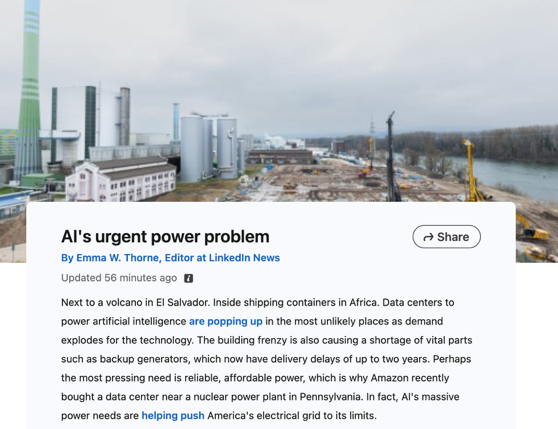 AI's urgent power problem
Share
By Emma W. Thorne, Editor at LinkedIn News
Updated 56 minutes ago
Next to a volcano in El Salvador. Inside shipping containers in Africa. Data centers to
power artificial intelligence are popping up in the most unlikely places as demand
explodes for the technology. The building frenzy is also causing a shortage of vital parts
such as backup generators, which now have delivery delays of up to two years. Perhaps
the most pressing need is reliable, affordable power, which is why Amazon recently
bought a data center near a nuclear power plant in Pennsylvania. In fact, AI's massive
power needs are helping push America's electrical grid to its limits.